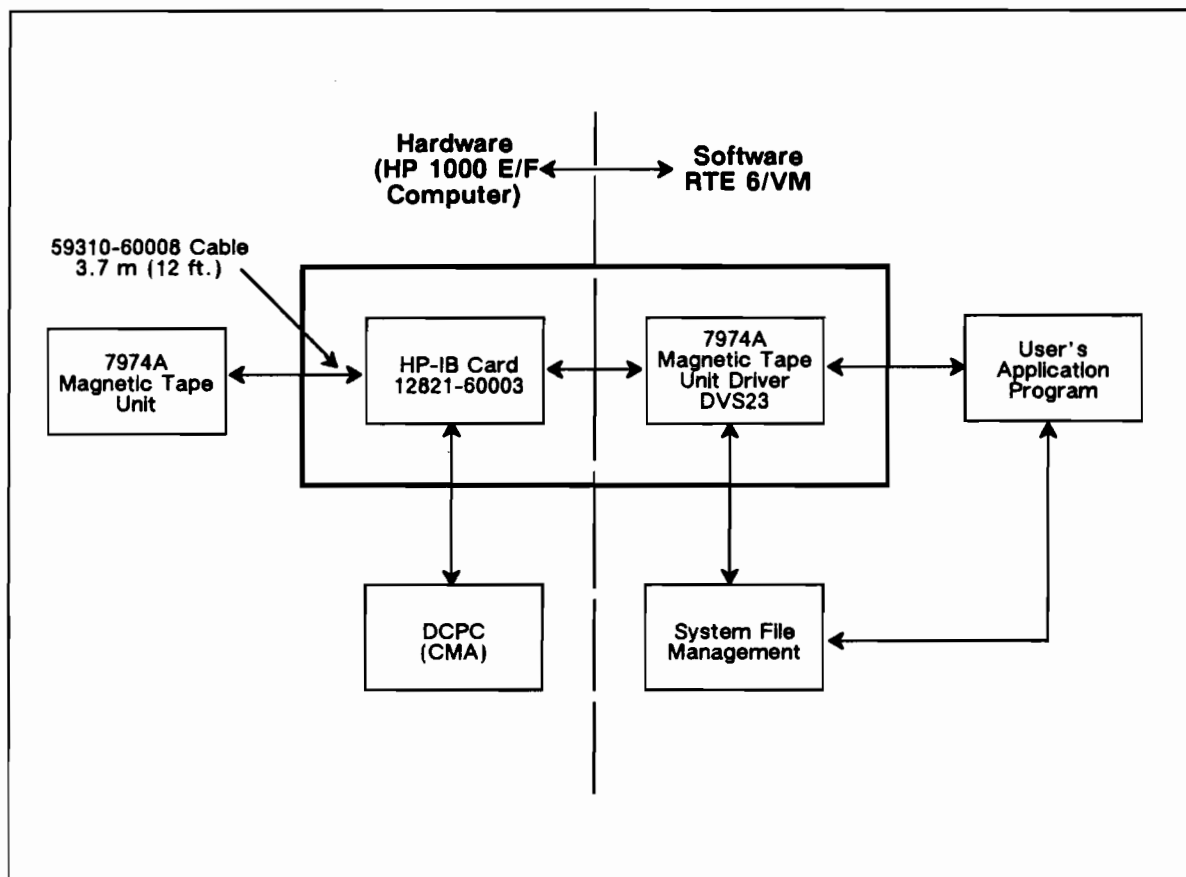 Hardware
(HP 1000 E/F
Computer)
Software
RTE 6/VM
59310-60008 Cable
3.7 m (12 ft.)
7974A
Magnetic Tape
Unit
HP-IB Card
12821-60003
7974A
Magnetic Tape
Unit Driver
DVS23
User's
Application
Program
DCPC
(CMA)
System File
Management